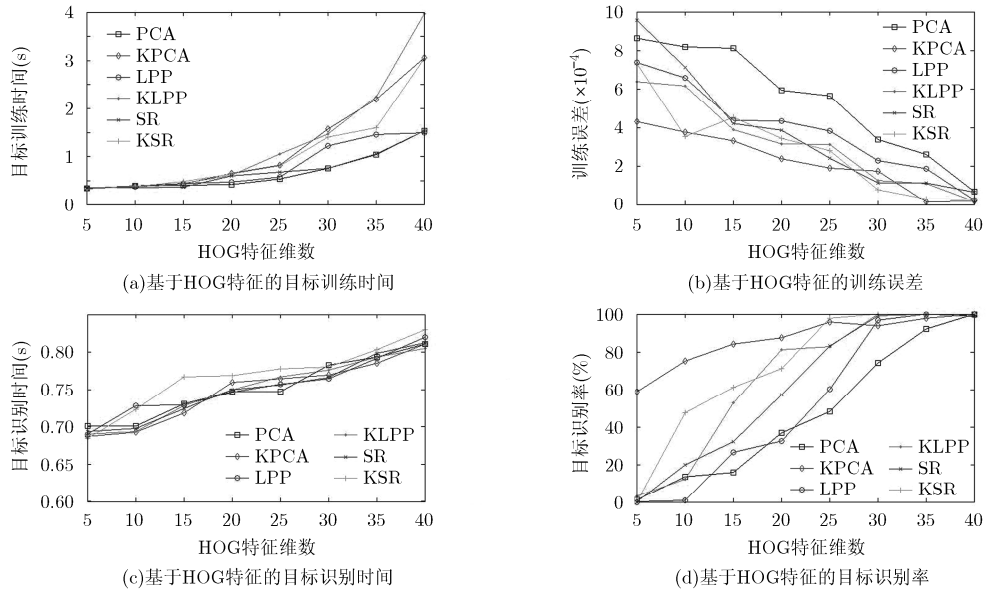 目标训练时间(s)
4
3
2
1
0
PCA
KPCA
LPP
KLPP
SR
KSR
5 10 15 20 25 30 35 40
HOG特征维数
(a)基于HOG特征的目标训练时间
训练误差(×10⁻⁴)
10
8
6
4
2
0
PCA
KPCA
LPP
KLPP
SR
KSR
5 10 15 20 25 30 35 40
HOG特征维数
(b)基于HOG特征的训练误差
目标识别时间(s)
0.80
0.75
0.70
0.65
0.60
PCA KLPP
KPCA SR
LPP KSR
5 10 15 20 25 30 35 40
HOG特征维数
(c)基于HOG特征的目标识别时间
目标识别率(%)
100
80
60
40
20
0
PCA KLPP
KPCA SR
LPP KSR
5 10 15 20 25 30 35 40
HOG特征维数
(d)基于HOG特征的目标识别率